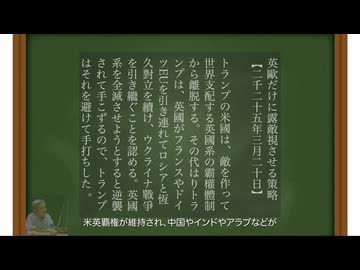 英歐だけに露敵視させる策略
【二千二十五年三月二十日】
トランプの米國は、敵を作って
世界支配する英國系の覇權體制
から離脱する。その代はりトラ
ンプは、英國がフランスやドイ
ツEUを引き連れてロシアと恆
久對立を續け、ウクライナ戰爭
を引き繼ぐことを認める。英國
系を全滅させようとすると逆襲
されて手こずるので、トランプ
はそれを避けて手打ちした。
米英覇権が維持され、中国やインドやアラブなどが